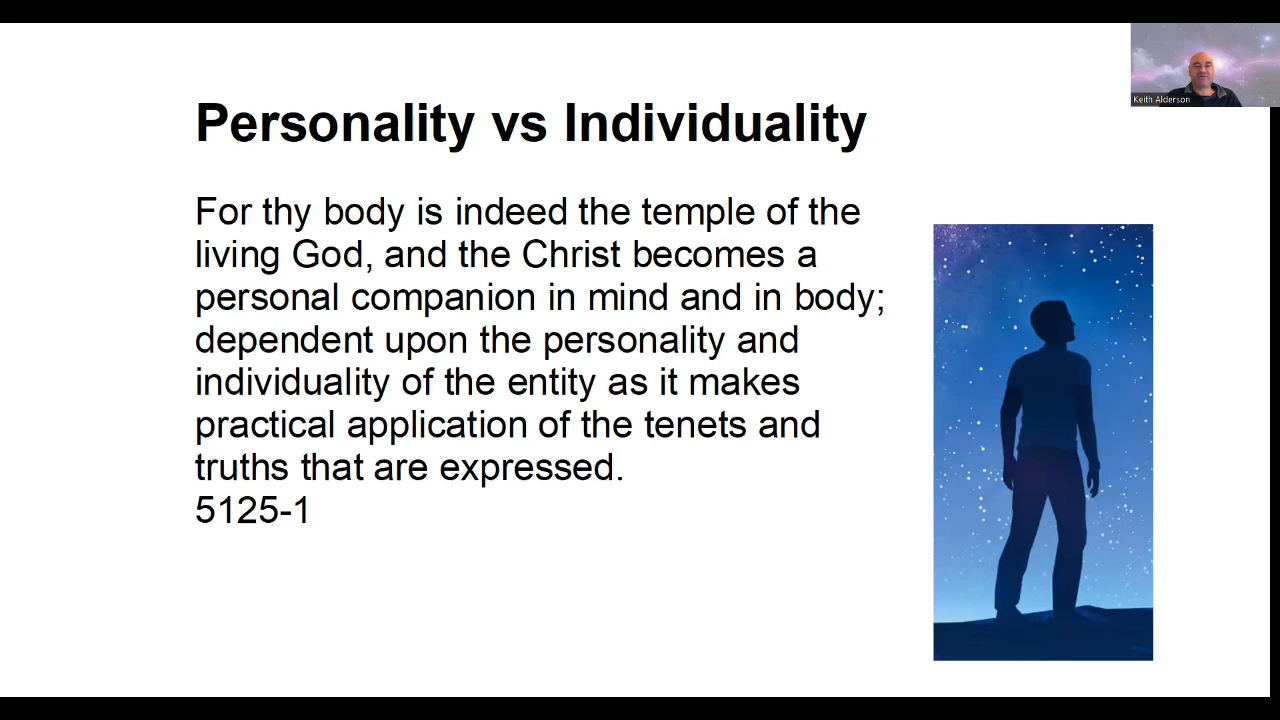 Keith Alderson
Personality vs Individuality
For thy body is indeed the temple of the
living God, and the Christ becomes a
personal companion in mind and in body;
dependent upon the personality and
individuality of the entity as it makes
practical application of the tenets and
truths that are expressed.
5125-1